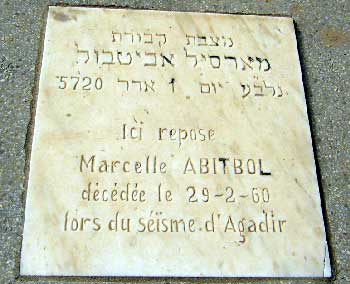 מצבת קבורת
מארסיל אביטבול
נלבע יום 1 אדר 5720
Ici repose
Marcelle ABITBOL
décédée le 29-2-60
lors du séïsme d'Agadir